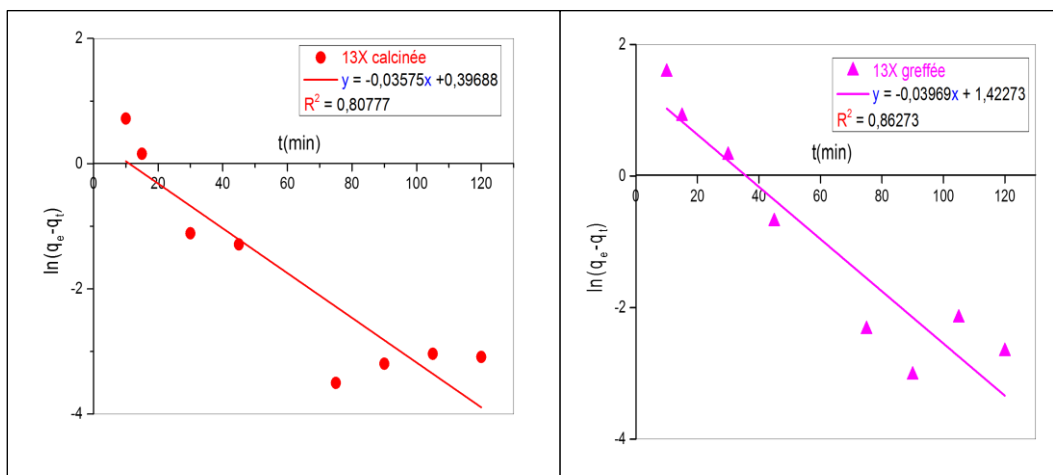 2
13X calcinée
y = -0,03575x +0,39688
R² = 0,80777
t(min)
0
0 20 40 60 80 100 120
ln (qₑ-qₜ)
-2
-4
2
13X greffée
y = -0,03969x + 1,42273
R² = 0,86273
t(min)
0
0 20 40 60 80 100 120
ln (qₑ-qₜ)
-2
-4